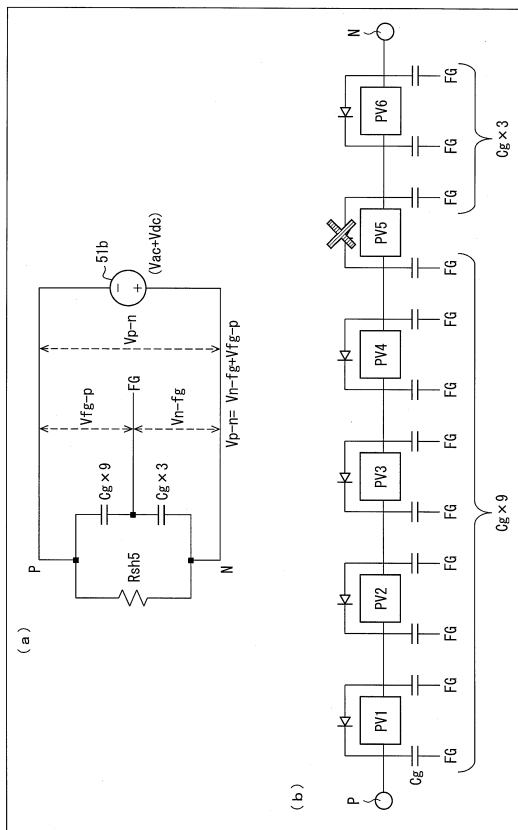 (a)
P
Vfg-p
Vp-n
51b
(Vac+Vdc)
−
+
Cg×9
FG
Rsh5
Cg×3
Vn-fg
N
Vp-n= Vn-fg+Vfg-p
(b)
P
PV1
PV2
PV3
PV4
PV5
PV6
N
Cg
FG
FG
FG
FG
FG
FG
FG
FG
FG
FG
FG
FG
Cg×9
Cg×3